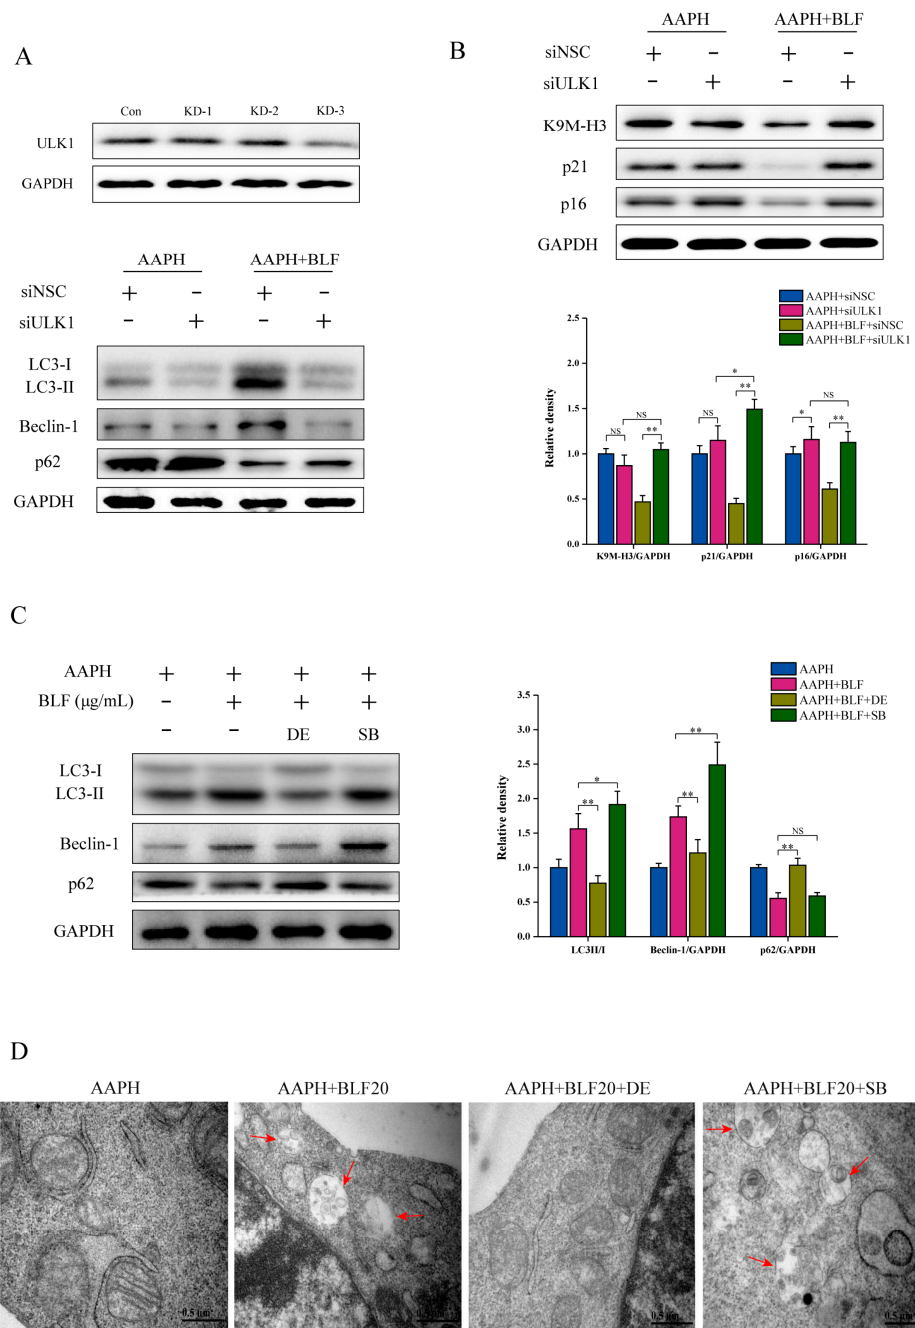 A
Con KD-1 KD-2 KD-3
ULK1
GAPDH
AAPH AAPH+BLF
siNSC + - + -
siULK1 - + - +
LC3-I
LC3-II
Beclin-1
p62
GAPDH
B
AAPH AAPH+BLF
siNSC + - + -
siULK1 - + - +
K9M-H3
p21
p16
GAPDH
AAPH+siNSC
AAPH+siULK1
AAPH+BLF+siNSC
AAPH+BLF+siULK1
Relative density
2.5
2.0
1.5
1.0
0.5
0.0
NS NS ** NS * ** * NS **
K9M-H3/GAPDH p21/GAPDH p16/GAPDH
C
AAPH + + + +
BLF (μg/mL) - + + +
- - DE SB
LC3-I
LC3-II
Beclin-1
p62
GAPDH
AAPH
AAPH+BLF
AAPH+BLF+DE
AAPH+BLF+SB
Relative density
3.5
3.0
2.5
2.0
1.5
1.0
0.5
0.0
** * ** ** ** NS
LC3II/I Beclin-1/GAPDH p62/GAPDH
D
AAPH AAPH+BLF20 AAPH+BLF20+DE AAPH+BLF20+SB
0.5 μm 0.5 μm 0.5 μm 0.5 μm